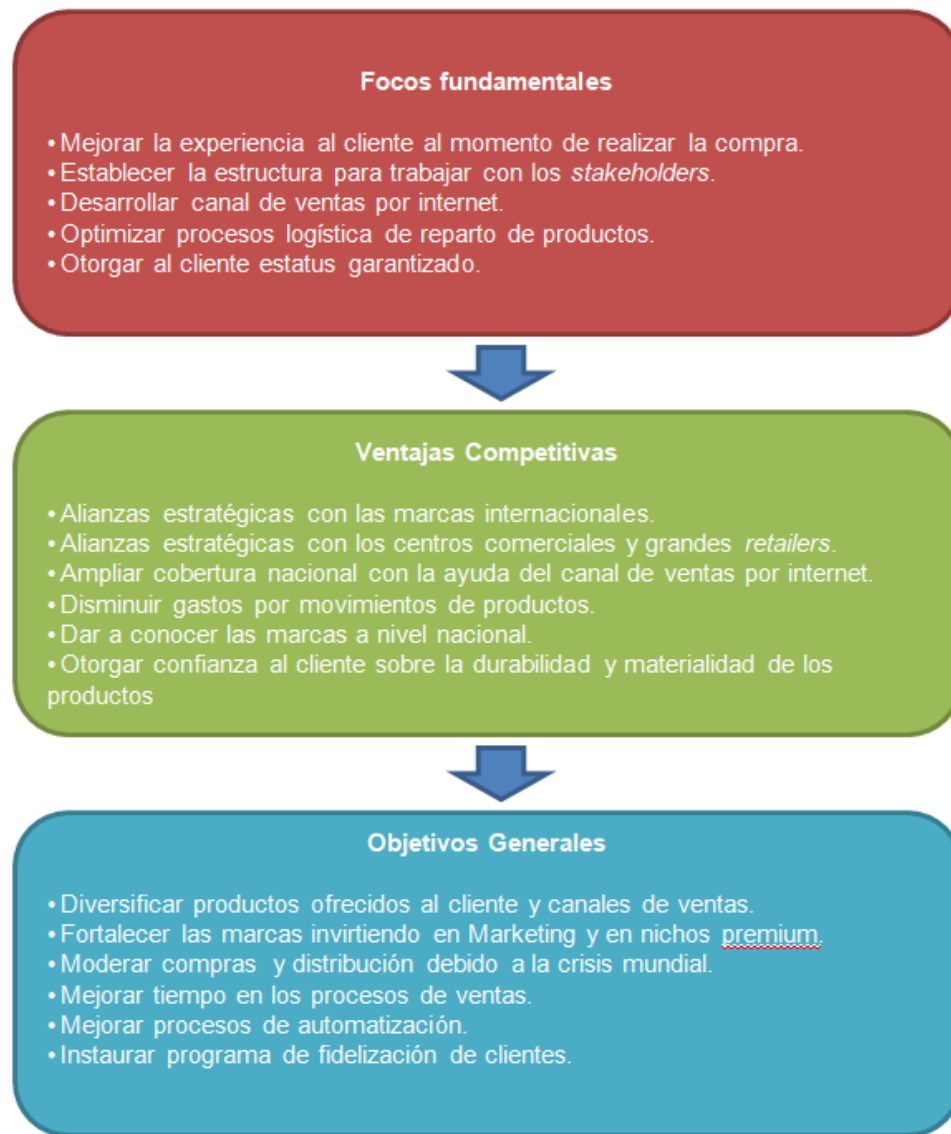 Focos fundamentales
• Mejorar la experiencia al cliente al momento de realizar la compra.
• Establecer la estructura para trabajar con los stakeholders.
• Desarrollar canal de ventas por internet.
• Optimizar procesos logística de reparto de productos.
• Otorgar al cliente estatus garantizado.
Ventajas Competitivas
• Alianzas estratégicas con las marcas internacionales.
• Alianzas estratégicas con los centros comerciales y grandes retailers.
• Ampliar cobertura nacional con la ayuda del canal de ventas por internet.
• Disminuir gastos por movimientos de productos.
• Dar a conocer las marcas a nivel nacional.
• Otorgar confianza al cliente sobre la durabilidad y materialidad de los
productos
Objetivos Generales
• Diversificar productos ofrecidos al cliente y canales de ventas.
• Fortalecer las marcas invirtiendo en Marketing y en nichos premium.
• Moderar compras y distribución debido a la crisis mundial.
• Mejorar tiempo en los procesos de ventas.
• Mejorar procesos de automatización.
• Instaurar programa de fidelización de clientes.